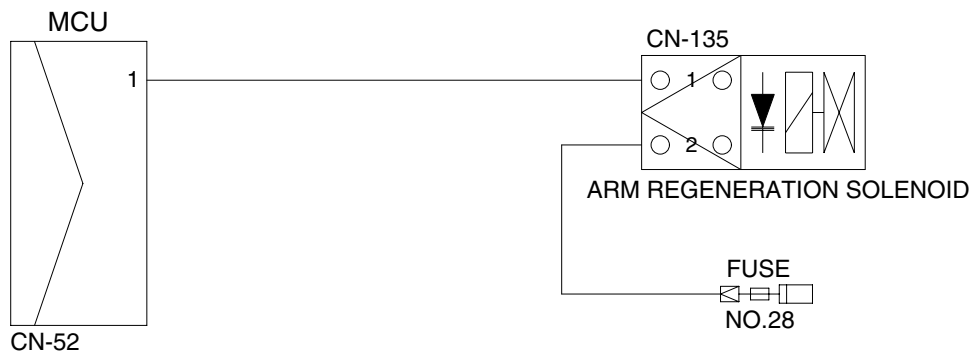 MCU
CN-135
1
1
2
ARM REGENERATION SOLENOID
FUSE
NO.28
CN-52